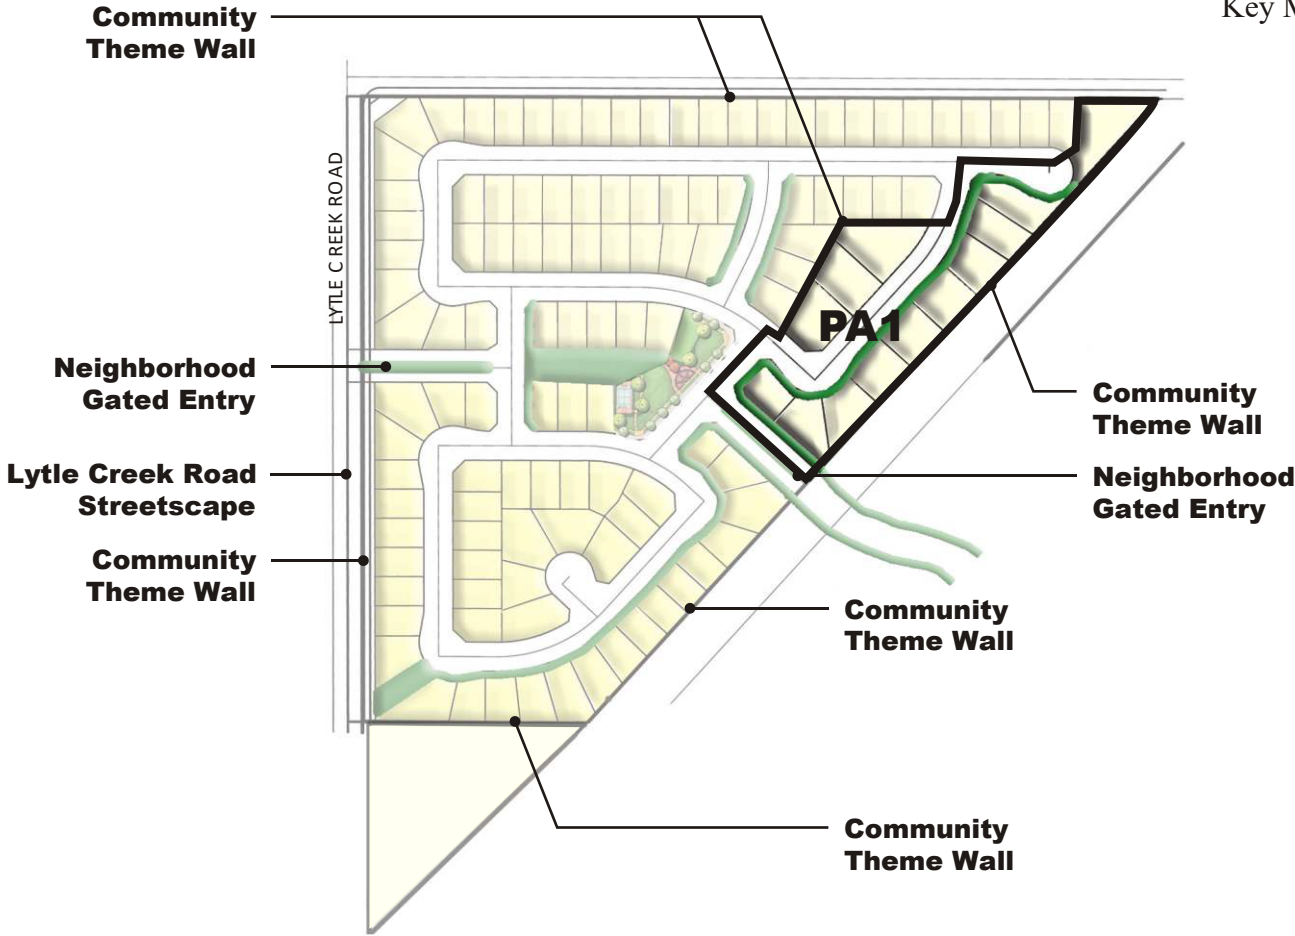 Key M
Community
Theme Wall
LYTLE CREEK ROAD
PA1
Neighborhood
Gated Entry
Community
Theme Wall
Lytle Creek Road
Streetscape
Neighborhood
Gated Entry
Community
Theme Wall
Community
Theme Wall
Community
Theme Wall